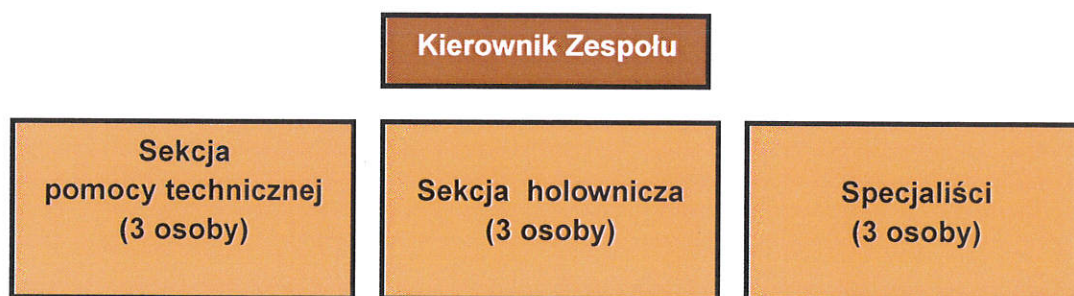 Kierownik Zespołu
Sekcja
pomocy technicznej
(3 osoby)
Sekcja holownicza
(3 osoby)
Specjaliści
(3 osoby)